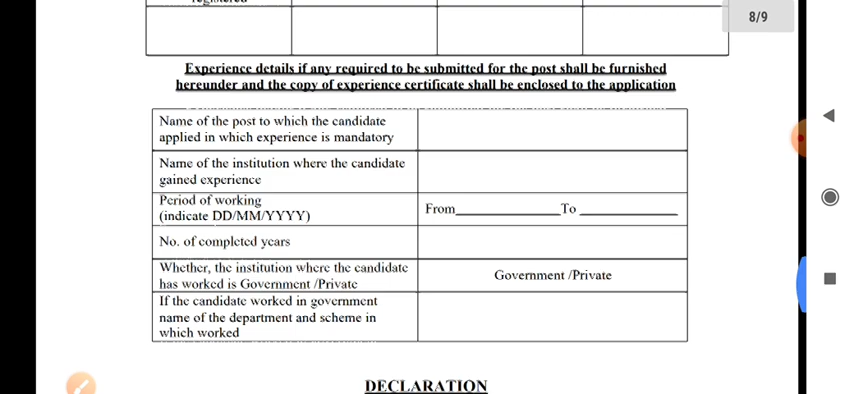 8/9
Experience details if any required to be submitted for the post shall be furnished
hereunder and the copy of experience certificate shall be enclosed to the application
Name of the post to which the candidate
applied in which experience is mandatory
Name of the institution where the candidate
gained experience
Period of working
(indicate DD/MM/YYYY)
From____________To ____________
No. of completed years
Whether, the institution where the candidate
has worked is Government /Private
Government /Private
If the candidate worked in government
name of the department and scheme in
which worked
DECLARATION